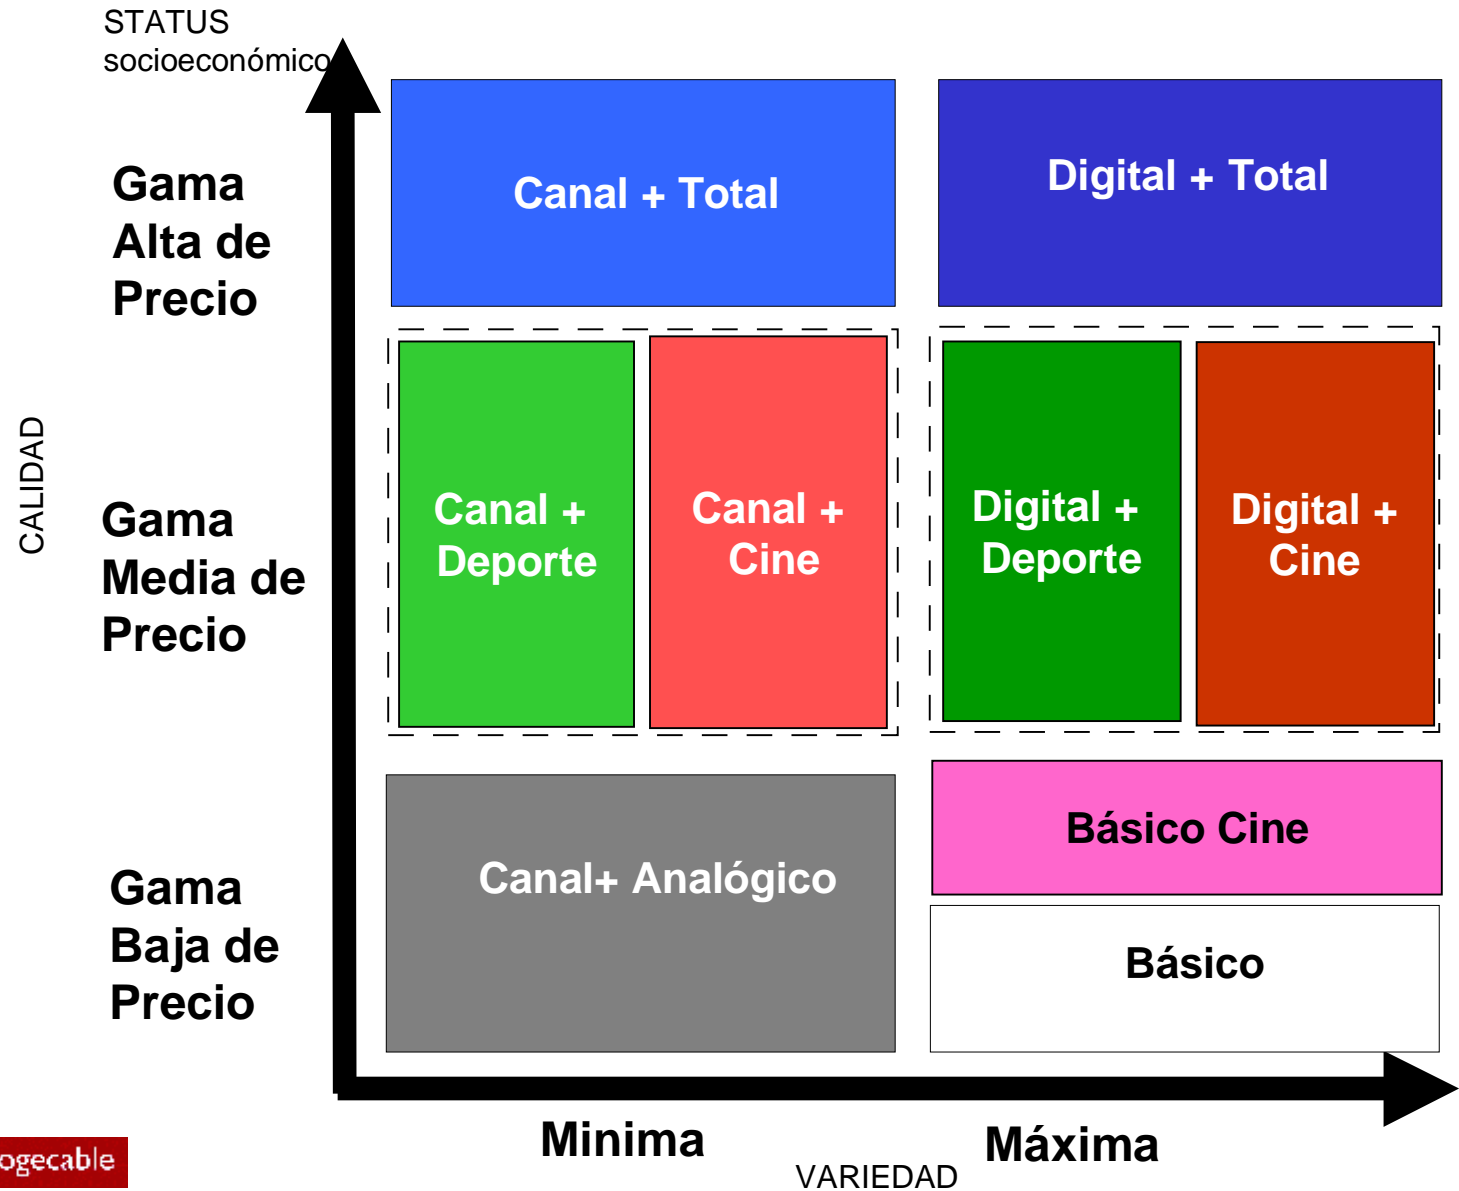 STATUS
socioeconómico
Gama
Alta de
Precio
Canal + Total
Digital + Total
CALIDAD
Gama
Media de
Precio
Canal +
Deporte
Canal +
Cine
Digital +
Deporte
Digital +
Cine
Gama
Baja de
Precio
Canal+ Analógico
Básico Cine
Básico
Minima
Máxima
VARIEDAD
ogecable